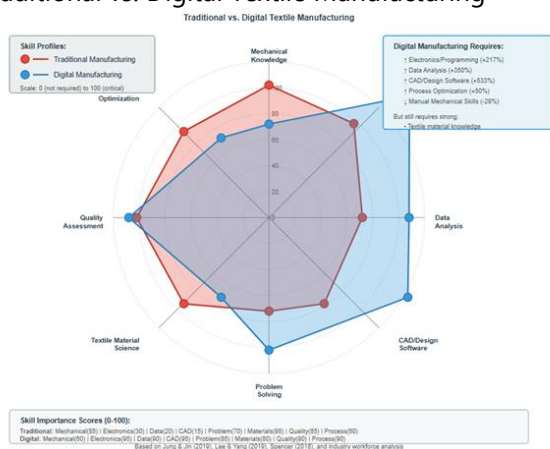 aditional vs. Digital Textile Manufacturing
Traditional vs. Digital Textile Manufacturing
Skill Profiles:
Traditional Manufacturing
Digital Manufacturing
Scale: 0 (not required) to 100 (critical)
Optimization
Mechanical
Knowledge
Digital Manufacturing Requires:
↑ Electronics/Programming (+217%)
↑ Data Analysis (+350%)
↑ CAD/Design Software (+533%)
↑ Process Optimization (+50%)
↓ Manual Mechanical Skills (-29%)
But still requires strong:
• Textile material knowledge
80
60
40
20
0
Quality
Assessment
Data
Analysis
Textile Material
Science
CAD/Design
Software
Problem
Solving
Skill Importance Scores (0-100):
Traditional: Mechanical(85) | Electronics(30) | Data(20) | CAD(15) | Problem(70) | Materials(95) | Quality(85) | Process(60)
Digital: Mechanical(60) | Electronics(95) | Data(90) | CAD(95) | Problem(85) | Materials(80) | Quality(90) | Process(90)
Based on Jung & Jin (2019), Lee & Yang (2019), Spencer (2018), and industry workforce analysis